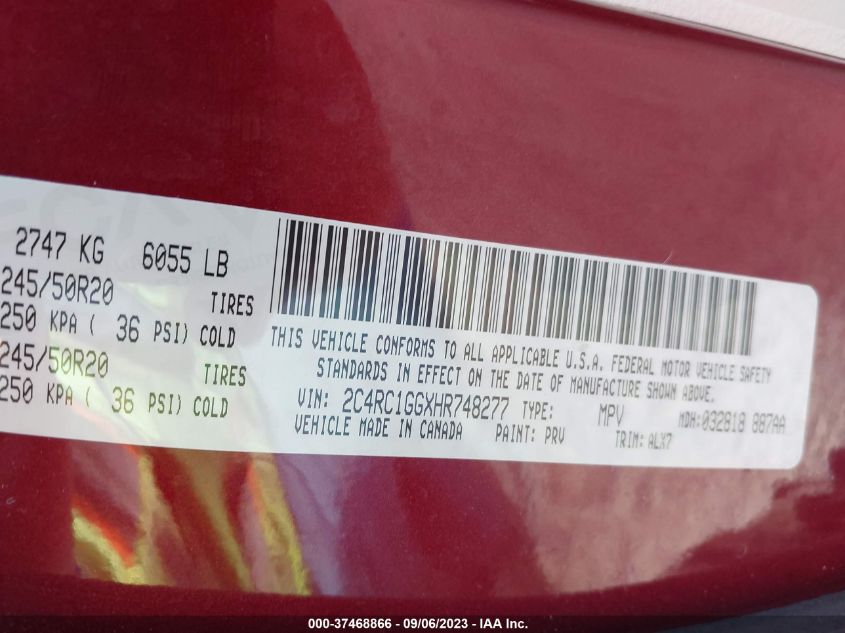 2747 KG 6055 LB
245/50R20 TIRES
250 KPA ( 36 PSI) COLD
245/50R20 TIRES
250 KPA ( 36 PSI) COLD
THIS VEHICLE CONFORMS TO ALL APPLICABLE U.S.A. FEDERAL MOTOR VEHICLE SAFETY
STANDARDS IN EFFECT ON THE DATE OF MANUFACTURE SHOWN ABOVE.
VIN: 2C4RC1GGXHR748277 TYPE: MPV MDH:032818 887AA
VEHICLE MADE IN CANADA PAINT: PRV TRIM: ALX7
000-37468866 - 09/06/2023 - IAA Inc.